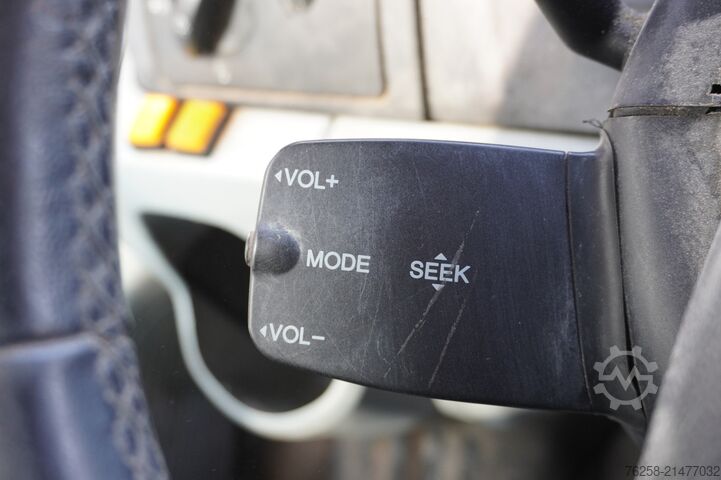 ◂VOL+
MODE
SEEK
◂VOL−
76258-21477032